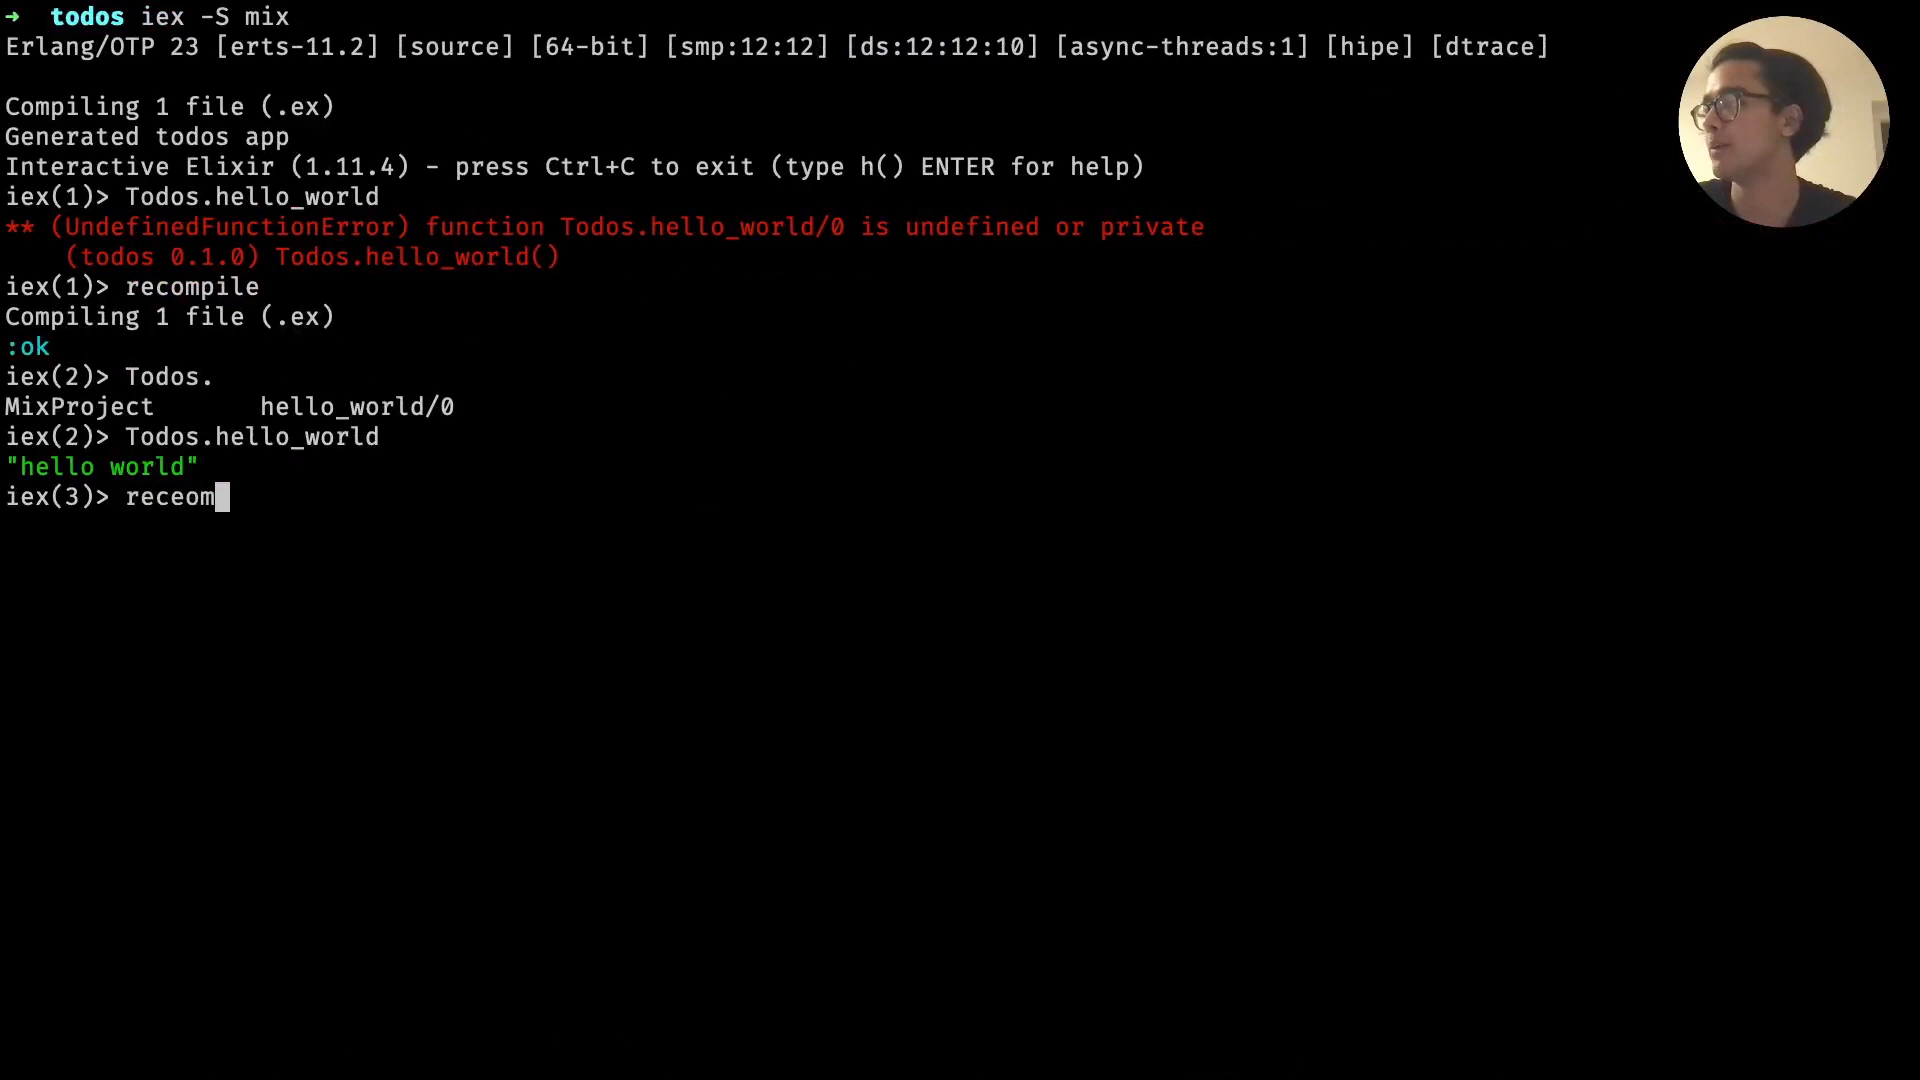 ➜ todos iex -S mix
Erlang/OTP 23 [erts-11.2] [source] [64-bit] [smp:12:12] [ds:12:12:10] [async-threads:1] [hipe] [dtrace]
Compiling 1 file (.ex)
Generated todos app
Interactive Elixir (1.11.4) - press Ctrl+C to exit (type h() ENTER for help)
iex(1)> Todos.hello_world
** (UndefinedFunctionError) function Todos.hello_world/0 is undefined or private
(todos 0.1.0) Todos.hello_world()
iex(1)> recompile
Compiling 1 file (.ex)
:ok
iex(2)> Todos.
MixProject hello_world/0
iex(2)> Todos.hello_world
"hello world"
iex(3)> receom